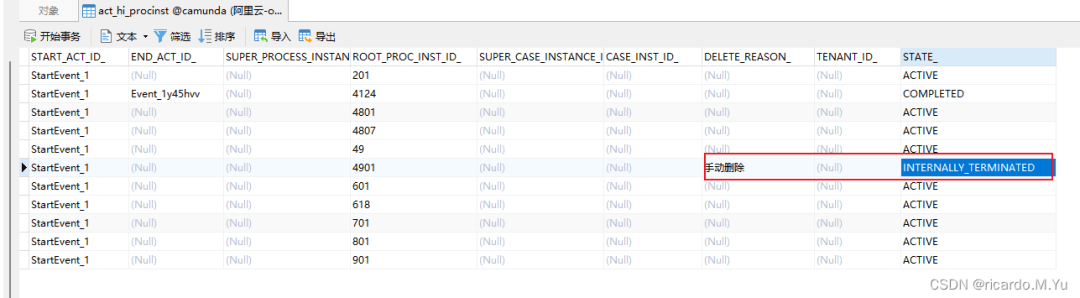 对象 act_hi_procinst @camunda (阿里云-o...
开始事务 文本 筛选 排序 导入 导出
START_ACT_ID_ END_ACT_ID_ SUPER_PROCESS_INSTAN ROOT_PROC_INST_ID_ SUPER_CASE_INSTANCE_I CASE_INST_ID_ DELETE_REASON_ TENANT_ID_ STATE_
StartEvent_1 (Null) (Null) 201 (Null) (Null) (Null) (Null) ACTIVE
StartEvent_1 Event_1y45hvv (Null) 4124 (Null) (Null) (Null) (Null) COMPLETED
StartEvent_1 (Null) (Null) 4801 (Null) (Null) (Null) (Null) ACTIVE
StartEvent_1 (Null) (Null) 4807 (Null) (Null) (Null) (Null) ACTIVE
StartEvent_1 (Null) (Null) 49 (Null) (Null) (Null) (Null) ACTIVE
StartEvent_1 (Null) (Null) 4901 (Null) (Null) 手动删除 (Null) INTERNALLY_TERMINATED
StartEvent_1 (Null) (Null) 601 (Null) (Null) (Null) (Null) ACTIVE
StartEvent_1 (Null) (Null) 618 (Null) (Null) (Null) (Null) ACTIVE
StartEvent_1 (Null) (Null) 701 (Null) (Null) (Null) (Null) ACTIVE
StartEvent_1 (Null) (Null) 801 (Null) (Null) (Null) (Null) ACTIVE
StartEvent_1 (Null) (Null) 901 (Null) (Null) (Null) (Null) ACTIVE
CSDN @ricardo.M.Yu